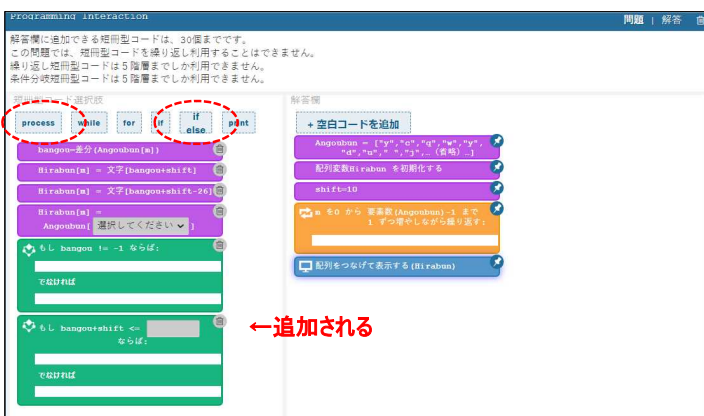 Programming Interaction
問題 | 解答
解答欄に追加できる短冊型コードは、30個までです。
この問題では、短冊型コードを繰り返し利用することはできません。
繰り返し短冊型コードは5階層までしか利用できません。
条件分岐短冊型コードは5階層までしか利用できません。
短冊型コード選択肢
process
while
for
if
if else
print
bangou=差分(Angoubun[m])
Hirabun[m] = 文字[bangou+shift]
Hirabun[m] = 文字[bangou+shift-26]
Hirabun[m] =
Angoubun[ 選択してください ]
もし bangou != -1 ならば:
でなければ
もし bangou+shift <=
ならば:
でなければ
←追加される
解答欄
+ 空白コードを追加
Angoubun = ["y","c","q","w","y",
"d","u"," ","j",…(省略)…]
配列変数Hirabun を初期化する
shift=10
m を0 から 要素数(Angoubun)-1 まで
1 ずつ増やしながら繰り返す:
配列をつなげて表示する(Hirabun)